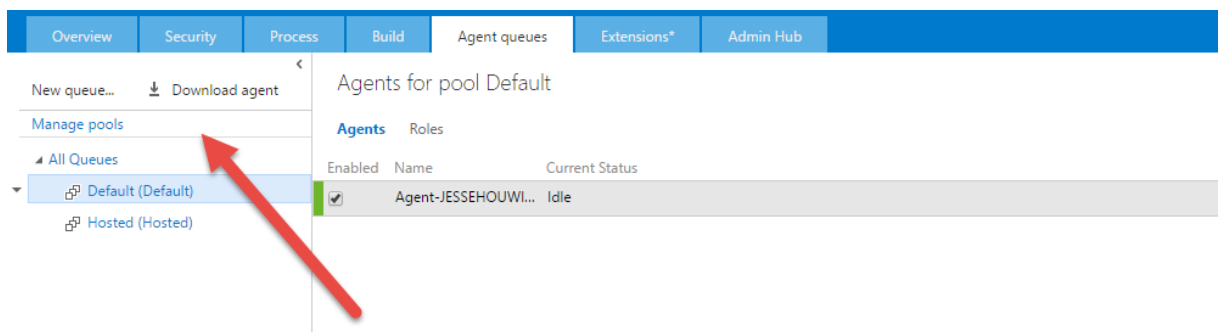 Overview Security Process Build Agent queues Extensions* Admin Hub
New queue... Download agent
Manage pools
All Queues
Default (Default)
Hosted (Hosted)
Agents for pool Default
Agents Roles
Enabled Name Current Status
Agent-JESSEHOUWI... Idle